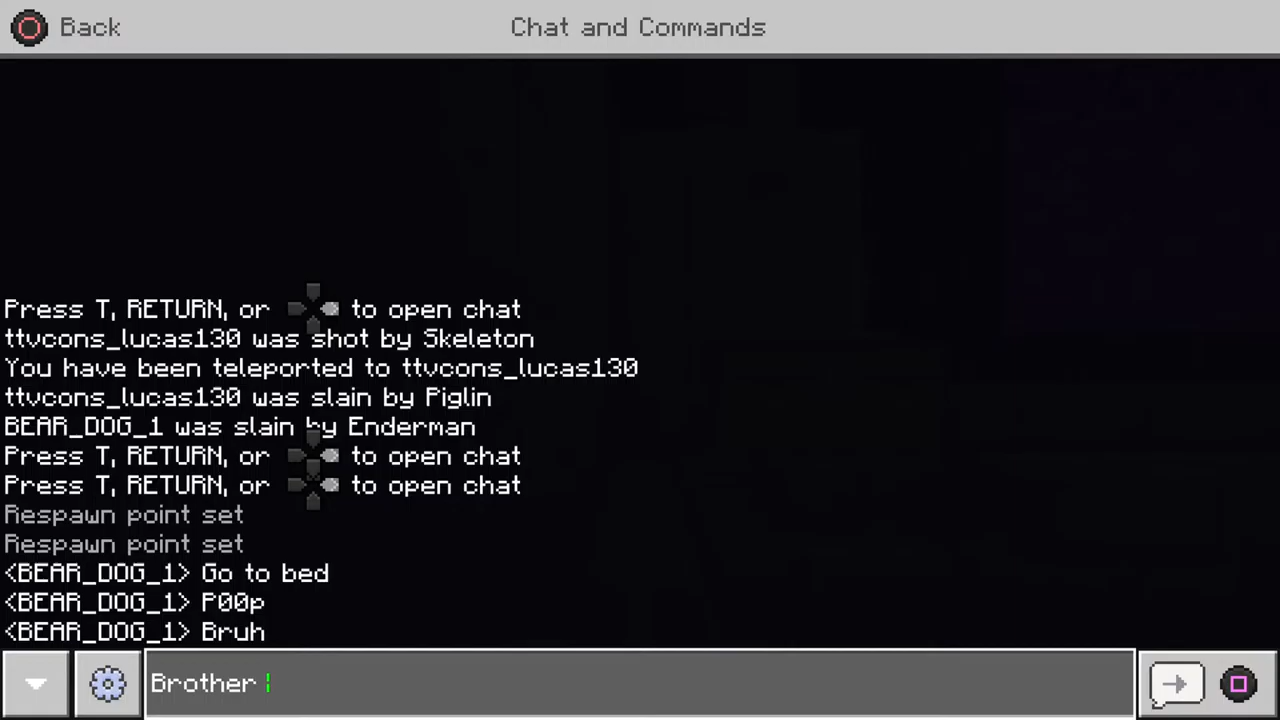 Back
Chat and Commands
Press T, RETURN, or to open chat
ttvcons_lucas130 was shot by Skeleton
You have been teleported to ttvcons_lucas130
ttvcons_lucas130 was slain by Piglin
BEAR_DOG_1 was slain by Enderman
Press T, RETURN, or to open chat
Press T, RETURN, or to open chat
Respawn point set
Respawn point set
<BEAR_DOG_1> Go to bed
<BEAR_DOG_1> P00p
<BEAR_DOG_1> Bruh
Brother